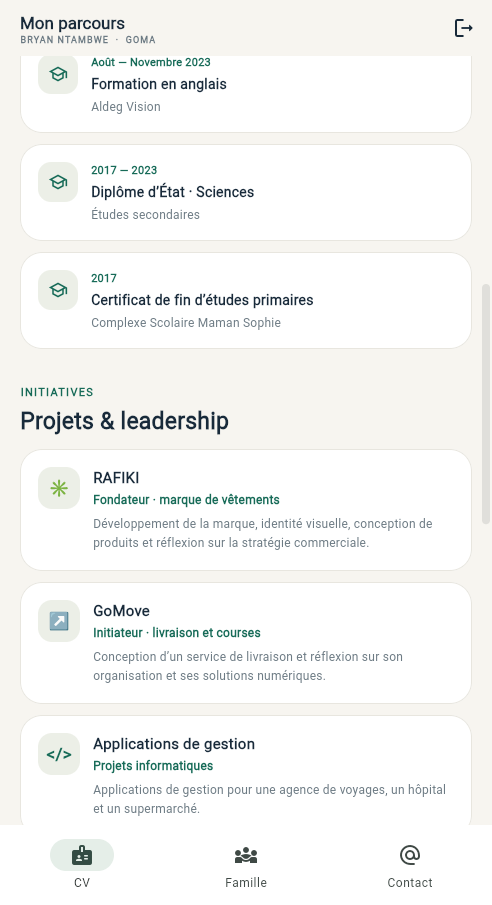 Mon parcours
BRYAN NTAMBWE · GOMA
Août — Novembre 2023
Formation en anglais
Aldeg Vision
2017 — 2023
Diplôme d’État · Sciences
Études secondaires
2017
Certificat de fin d’études primaires
Complexe Scolaire Maman Sophie
INITIATIVES
Projets & leadership
RAFIKI
Fondateur · marque de vêtements
Développement de la marque, identité visuelle, conception de
produits et réflexion sur la stratégie commerciale.
GoMove
Initiateur · livraison et courses
Conception d’un service de livraison et réflexion sur son
organisation et ses solutions numériques.
</>
Applications de gestion
Projets informatiques
Applications de gestion pour une agence de voyages, un hôpital
et un supermarché.
CV
Famille
Contact